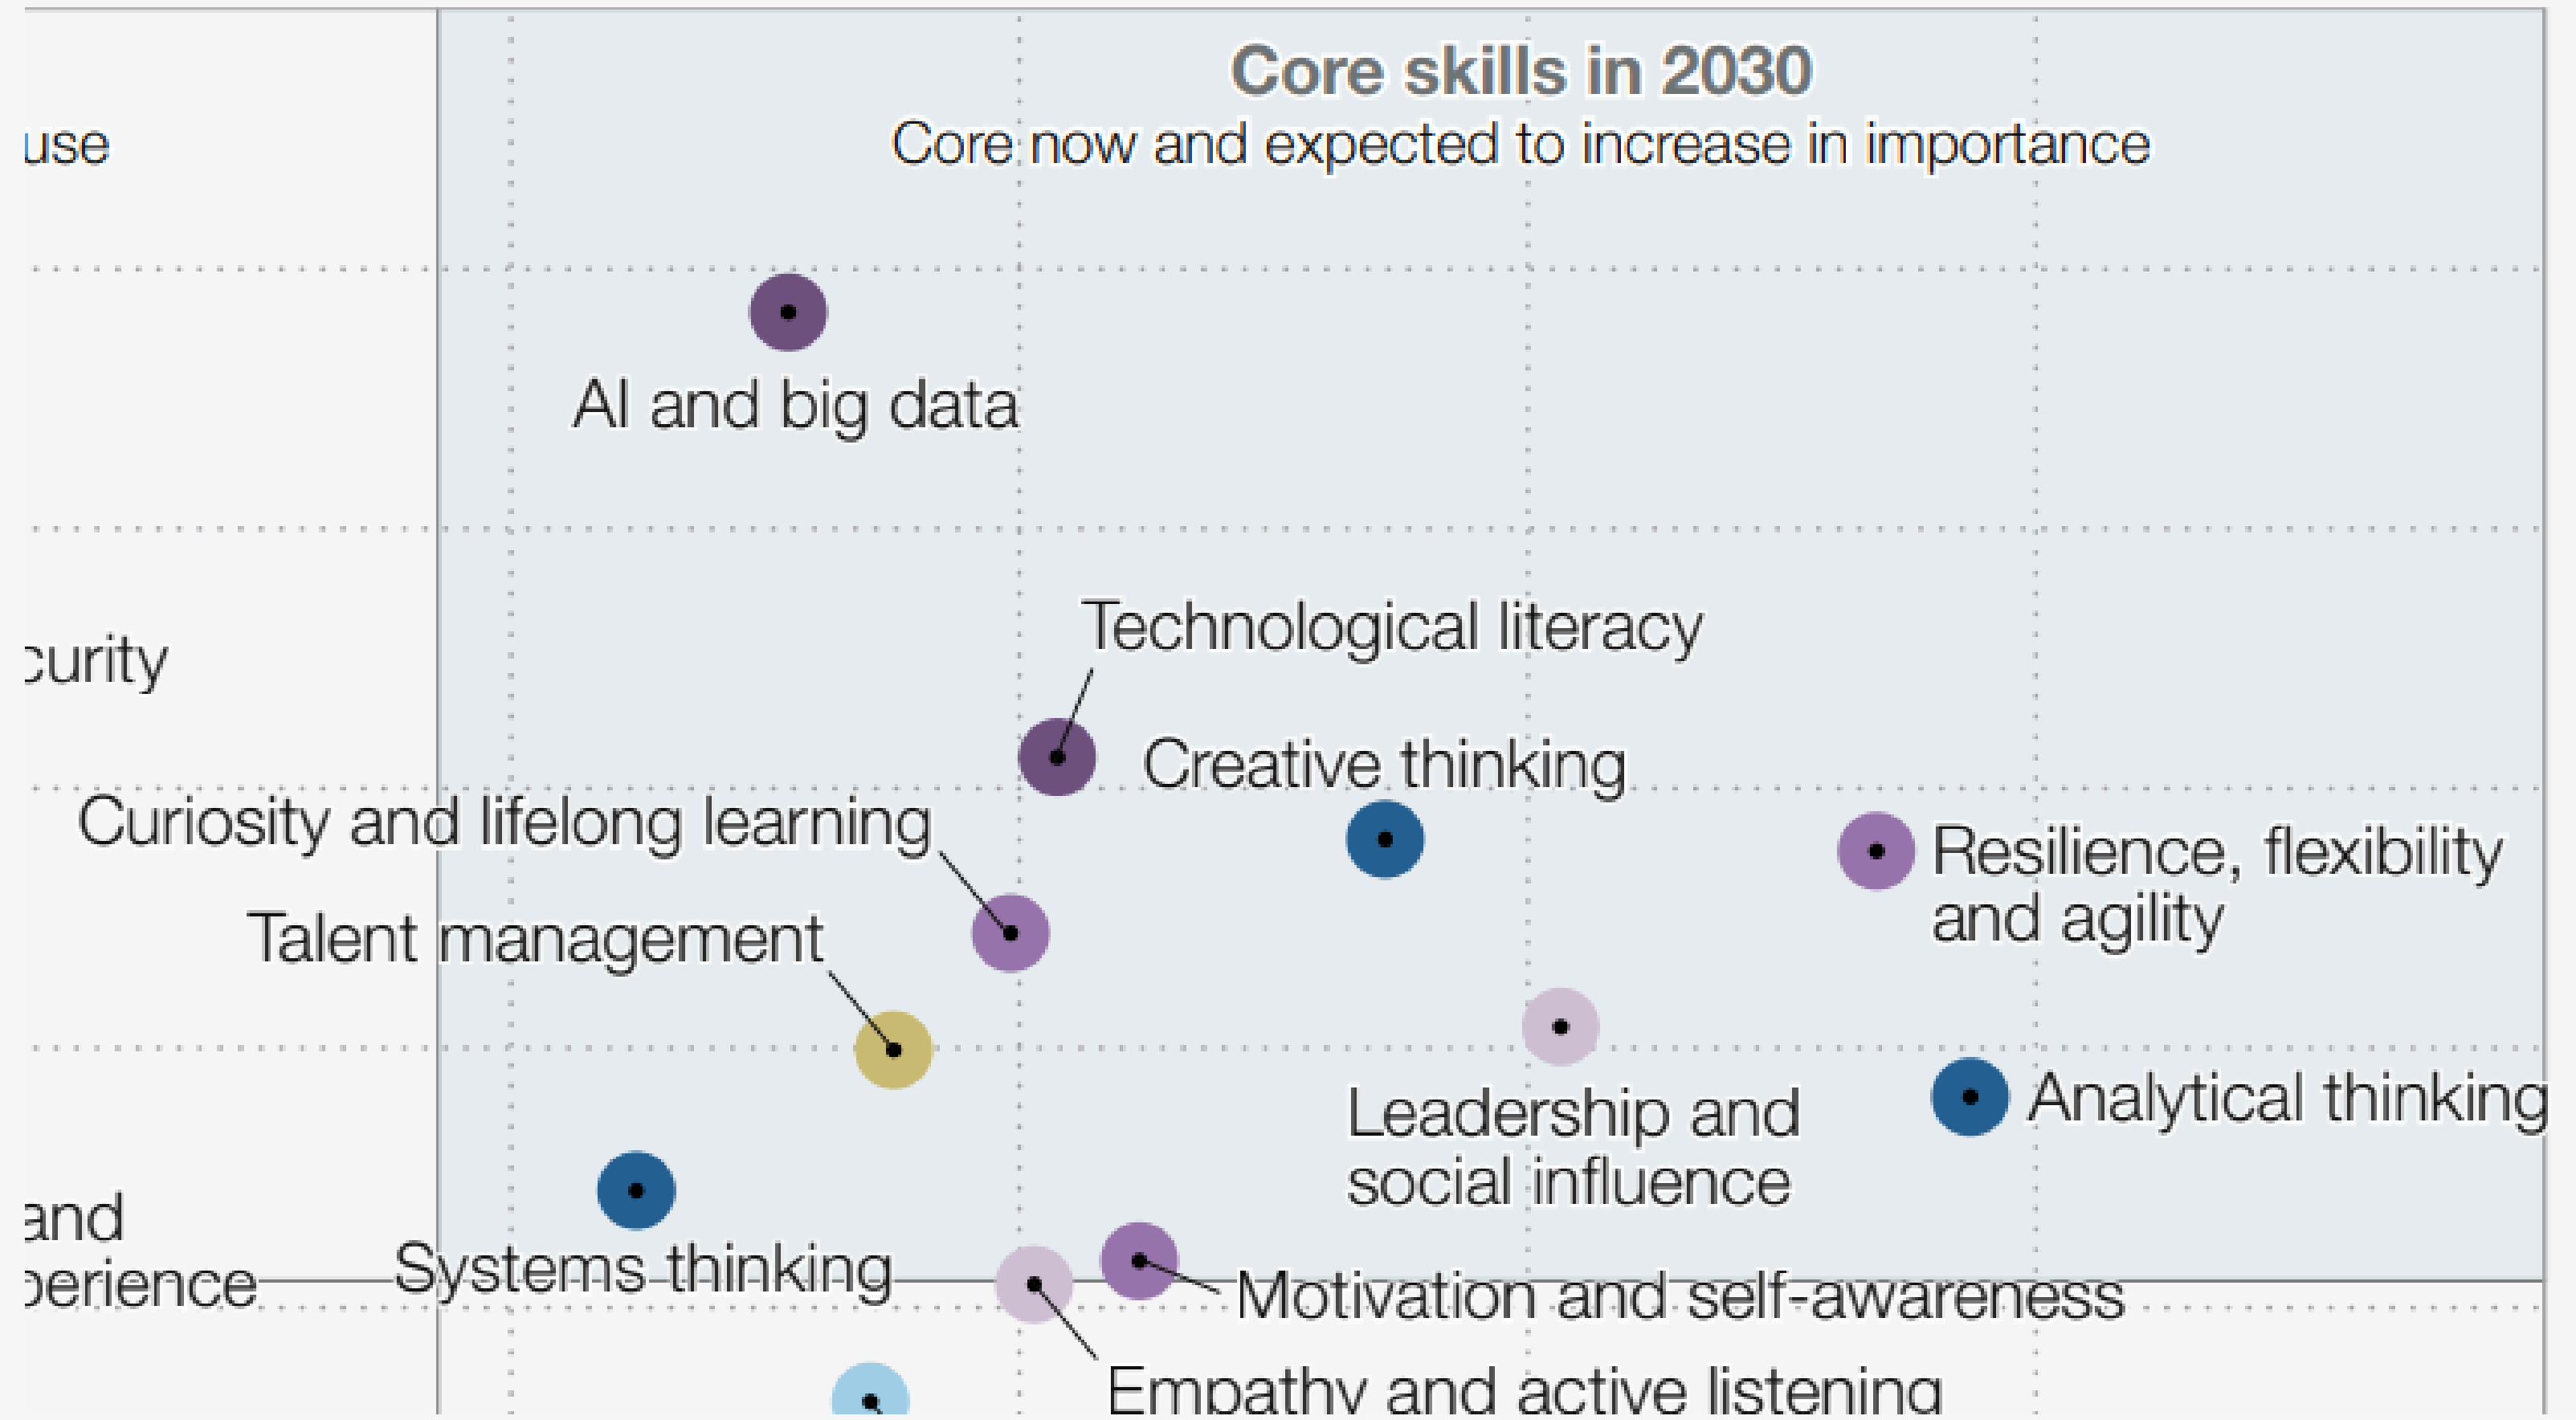 Core skills in 2030
Core now and expected to increase in importance
use
AI and big data
Technological literacy
curity
Creative thinking
Curiosity and lifelong learning
Resilience, flexibility
and agility
Talent management
Leadership and
social influence
Analytical thinking
and
perience
Systems thinking
Motivation and self-awareness
Empathy and active listening